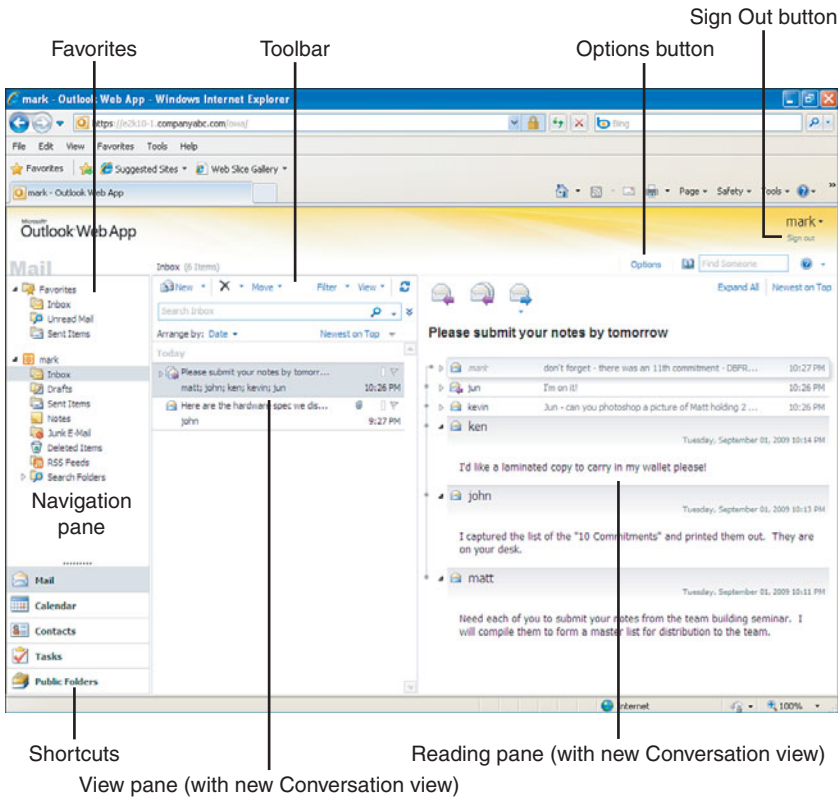 Sign Out button
Favorites
Toolbar
Options button
mark - Outlook Web App - Windows Internet Explorer
https://e2k10-1.companyabc.com/owa/
Bing
File Edit View Favorites Tools Help
Favorites Suggested Sites Web Slice Gallery
mark - Outlook Web App
Page Safety Tools
Microsoft
Outlook Web App
mark
Sign out
Mail
Inbox (6 Items)
Options
Find Someone
Favorites
Inbox
Unread Mail
Sent Items
mark
Inbox
Drafts
Sent Items
Notes
Junk E-Mail
Deleted Items
RSS Feeds
Search Folders
Navigation
pane
Mail
Calendar
Contacts
Tasks
Public Folders
New Move Filter View
Search Inbox
Arrange by: Date Newest on Top
Today
Please submit your notes by tomorr...
matt; john; ken; kevin; jun 10:26 PM
Here are the hardware spec we dis...
john 9:27 PM
Expand All Newest on Top
Please submit your notes by tomorrow
mark don't forget - there was an 11th commitment - DBFR... 10:27 PM
jun I'm on it! 10:26 PM
kevin Jun - can you photoshop a picture of Matt holding 2 ... 10:26 PM
ken
Tuesday, September 01, 2009 10:14 PM
I'd like a laminated copy to carry in my wallet please!
john
Tuesday, September 01, 2009 10:13 PM
I captured the list of the "10 Commitments" and printed them out. They are
on your desk.
matt
Tuesday, September 01, 2009 10:11 PM
Need each of you to submit your notes from the team building seminar. I
will compile them to form a master list for distribution to the team.
Internet
100%
Shortcuts
Reading pane (with new Conversation view)
View pane (with new Conversation view)